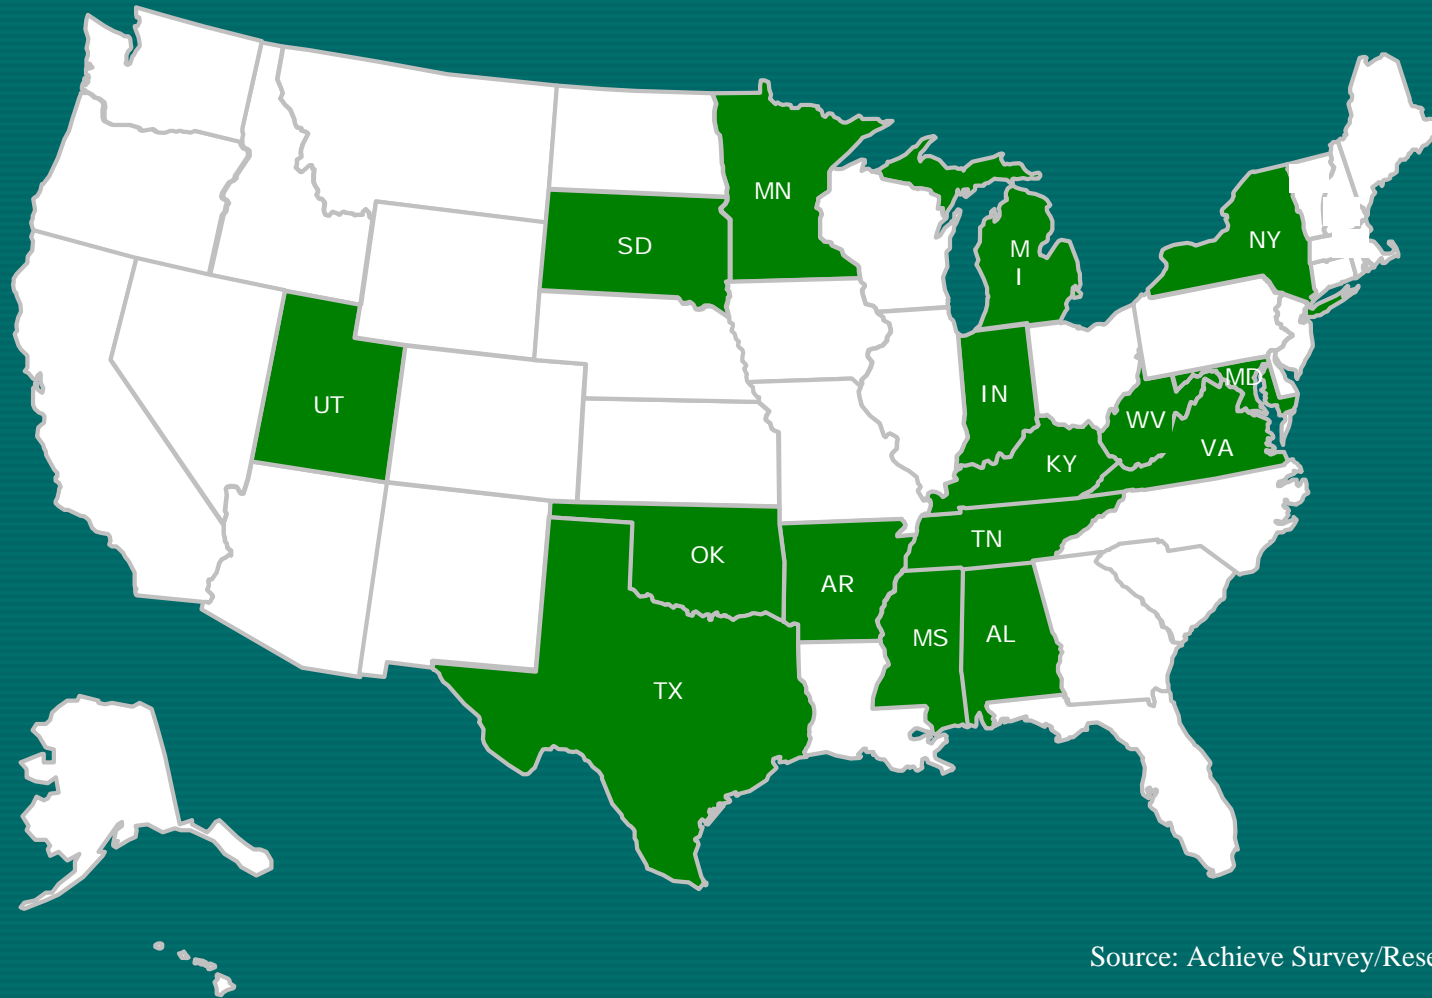 MN
SD
M
I
NY
UT
IN
MD
WV
VA
KY
TN
OK
AR
MS
AL
TX
Source: Achieve Survey/Rese